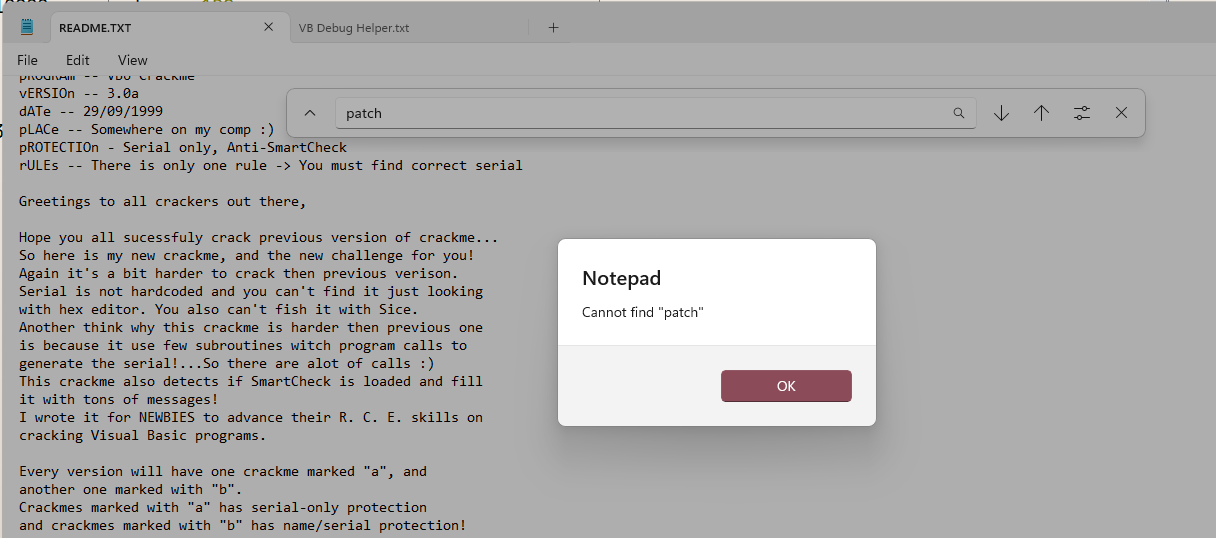 README.TXT
VB Debug Helper.txt
File Edit View
patch
pROGRAM -- VB6 Crackme
vERSIOn -- 3.0a
dATe -- 29/09/1999
pLACe -- Somewhere on my comp :)
pROTECTIOn - Serial only, Anti-SmartCheck
rULEs -- There is only one rule -> You must find correct serial
Greetings to all crackers out there,
Hope you all sucessfuly crack previous version of crackme...
So here is my new crackme, and the new challenge for you!
Again it's a bit harder to crack then previous verison.
Serial is not hardcoded and you can't find it just looking
with hex editor. You also can't fish it with Sice.
Another think why this crackme is harder then previous one
is because it use few subroutines witch program calls to
generate the serial!...So there are alot of calls :)
This crackme also detects if SmartCheck is loaded and fill
it with tons of messages!
I wrote it for NEWBIES to advance their R. C. E. skills on
cracking Visual Basic programs.
Every version will have one crackme marked "a", and
another one marked with "b".
Crackmes marked with "a" has serial-only protection
and crackmes marked with "b" has name/serial protection!
Notepad
Cannot find "patch"
OK